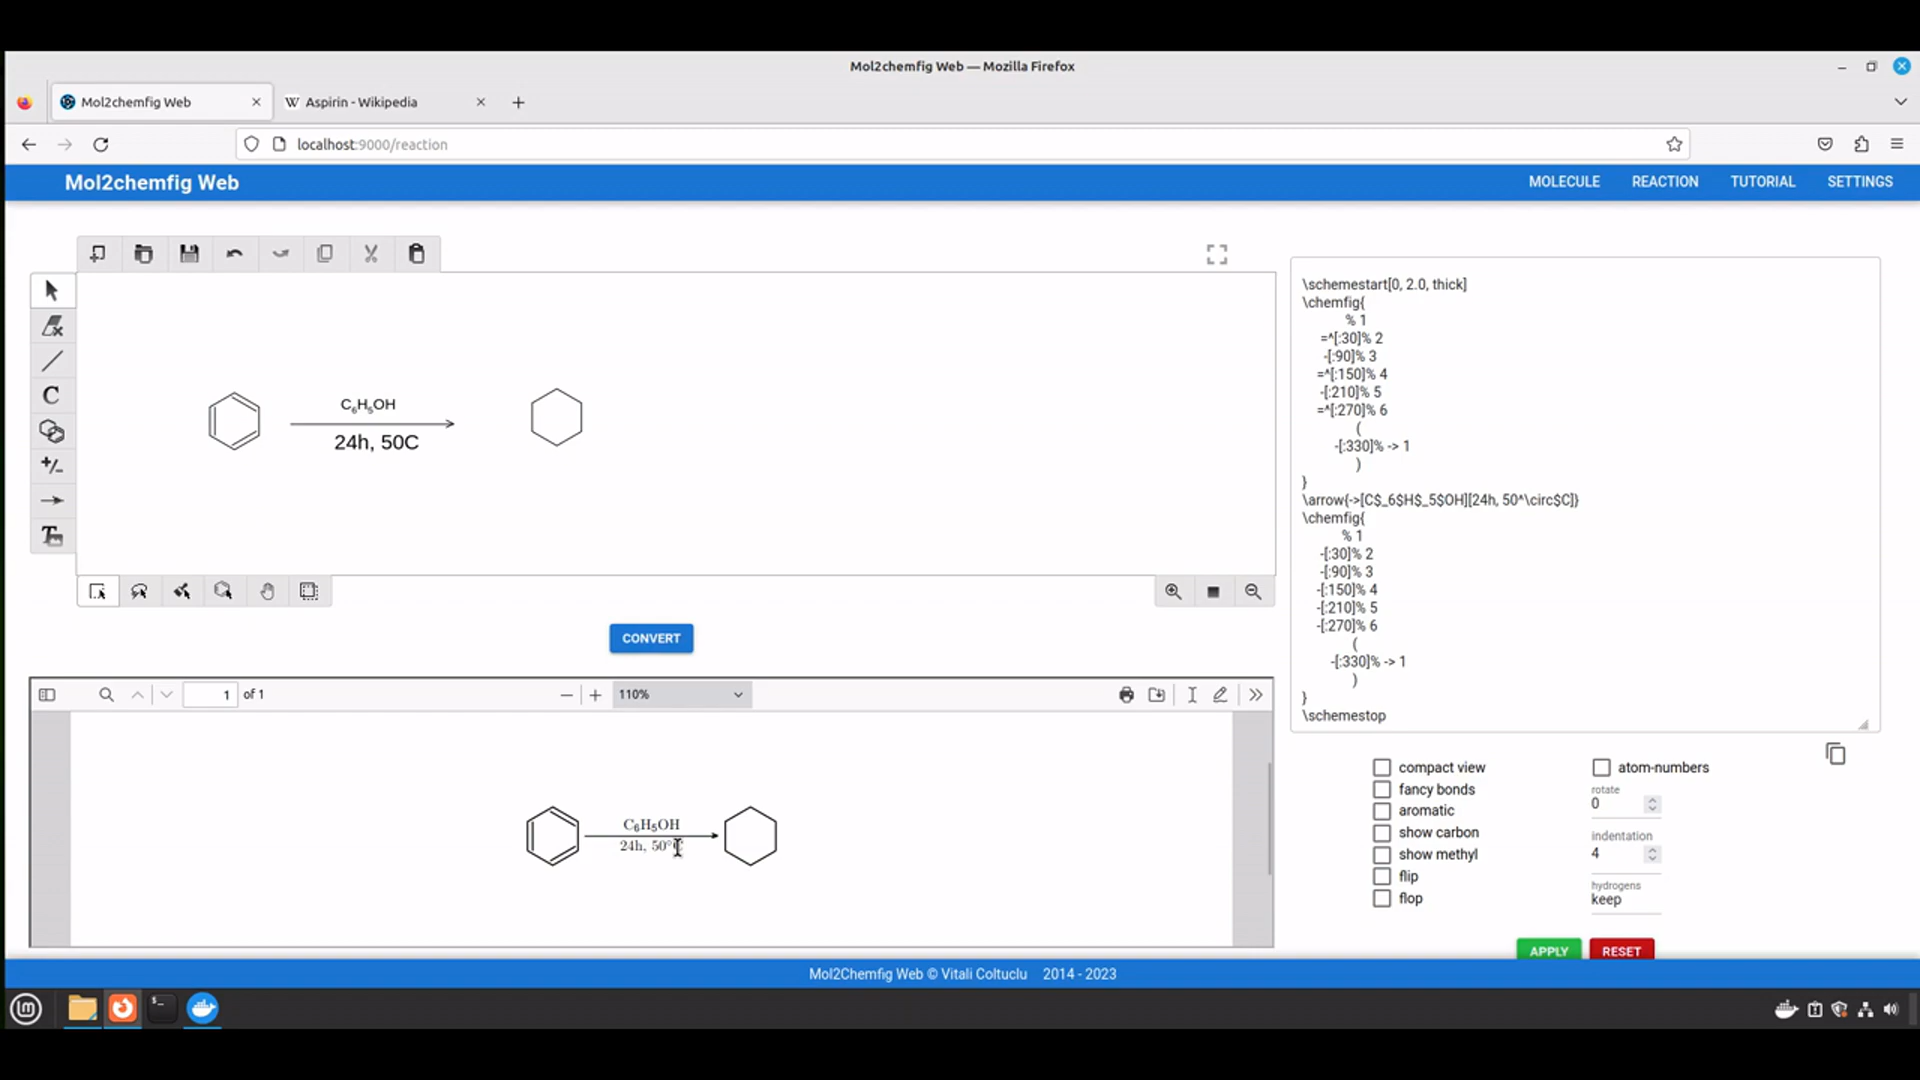 Mol2chemfig Web — Mozilla Firefox
Mol2chemfig Web
Aspirin - Wikipedia
localhost:9000/reaction
Mol2chemfig Web
MOLECULE
REACTION
TUTORIAL
SETTINGS
C
+/-
T
C₆H₅OH
24h, 50C
CONVERT
1 of 1
110%
C₆H₅OH
24h, 50°
\schemestart[0, 2.0, thick]
\chemfig{
% 1
=^[:30]% 2
-[:90]% 3
=^[:150]% 4
-[:210]% 5
=^[:270]% 6
(
-[:330]% -> 1
)
}
\arrow{->[C$_6$H$_5$OH][24h, 50^\circ$C]}
\chemfig{
% 1
-[:30]% 2
-[:90]% 3
-[:150]% 4
-[:210]% 5
-[:270]% 6
(
-[:330]% -> 1
)
}
\schemestop
compact view
fancy bonds
aromatic
show carbon
show methyl
flip
flop
atom-numbers
rotate
0
indentation
4
hydrogens
keep
APPLY
RESET
Mol2Chemfig Web © Vitali Coltuclu 2014 - 2023